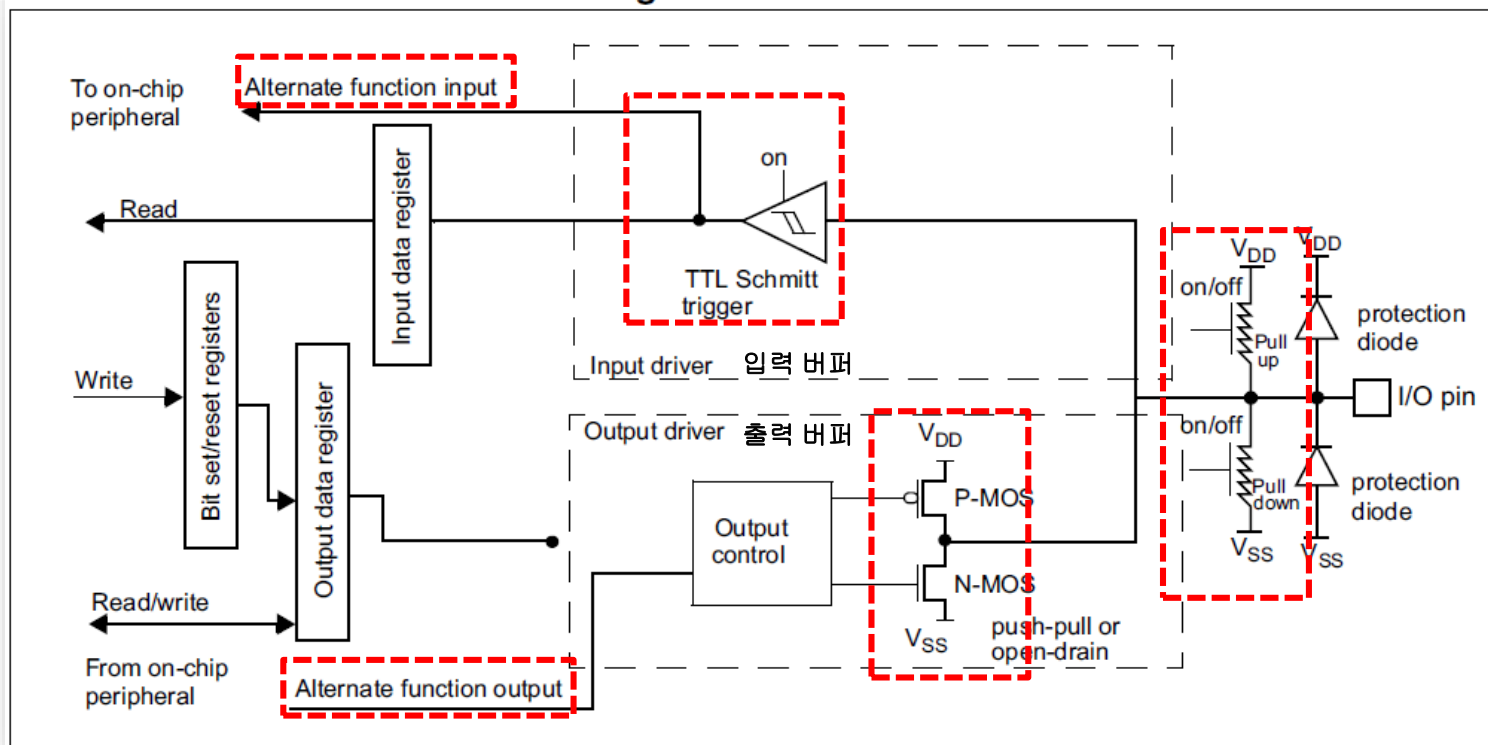 To on-chip
peripheral
Alternate function input
on
Read
Input data register
TTL Schmitt
trigger
Input driver 입력 버퍼
Write
Bit set/reset registers
Output data register
Read/write
From on-chip
peripheral
Alternate function output
Output driver 출력 버퍼
Output
control
VDD
P-MOS
N-MOS
VSS
push-pull or
open-drain
VDD
VDD
on/off
Pull
up
protection
diode
I/O pin
on/off
Pull
down
protection
diode
VSS
VSS